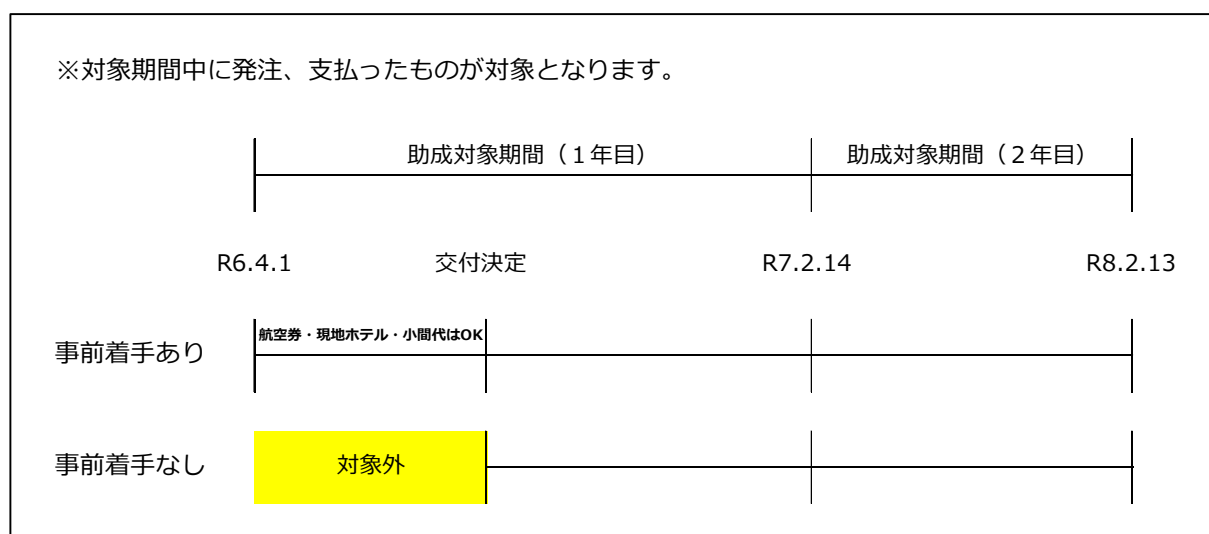 ※対象期間中に発注、支払ったものが対象となります。
助成対象期間（１年目） 助成対象期間（２年目）
R6.4.1 交付決定 R7.2.14 R8.2.13
航空券・現地ホテル・小間代はOK
事前着手あり
事前着手なし 対象外